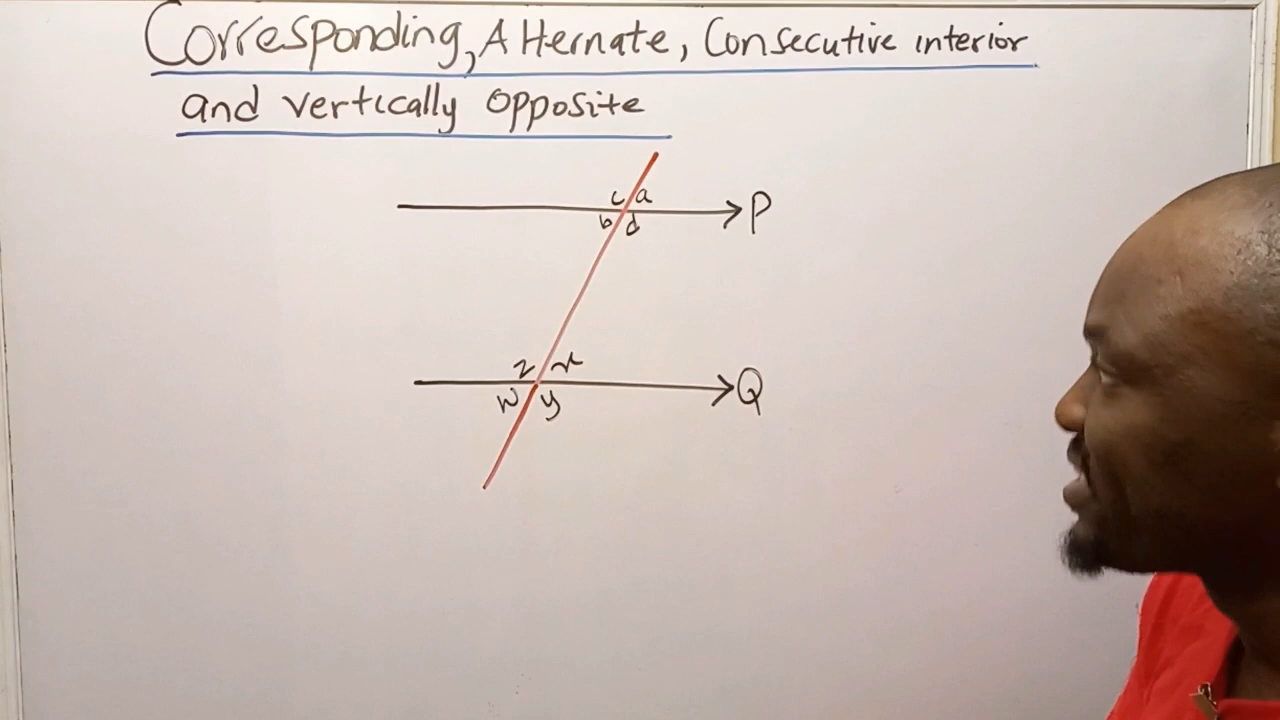 Corresponding, Alternate, Consecutive interior
and vertically opposite
c a
P
b d
z x
Q
w y